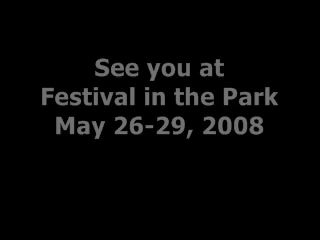 See you at
Festival in the Park
May 26-29, 2008